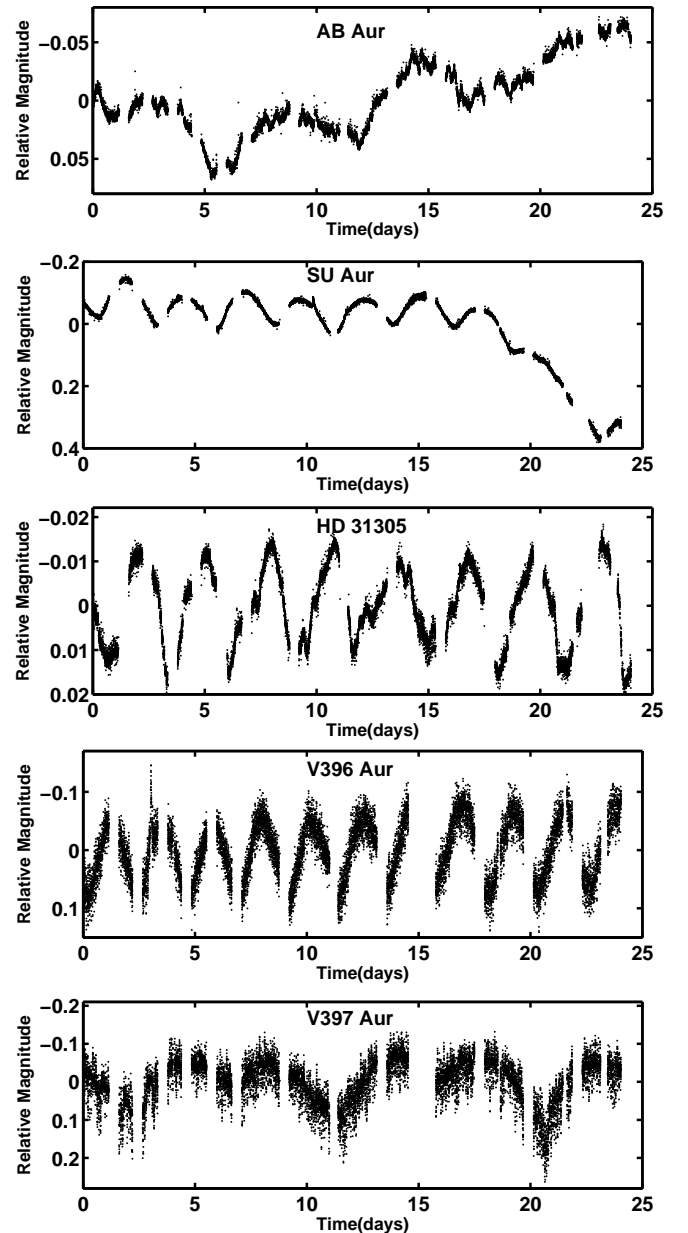 AB Aur
Relative Magnitude
−0.05
0
0.05
0 5 10 15 20 25
Time(days)
SU Aur
Relative Magnitude
−0.2
0
0.2
0.4
0 5 10 15 20 25
Time(days)
HD 31305
Relative Magnitude
−0.02
−0.01
0
0.01
0.02
0 5 10 15 20 25
Time(days)
V396 Aur
Relative Magnitude
−0.1
0
0.1
0 5 10 15 20 25
Time(days)
V397 Aur
Relative Magnitude
−0.2
−0.1
0
0.1
0.2
0 5 10 15 20 25
Time(days)